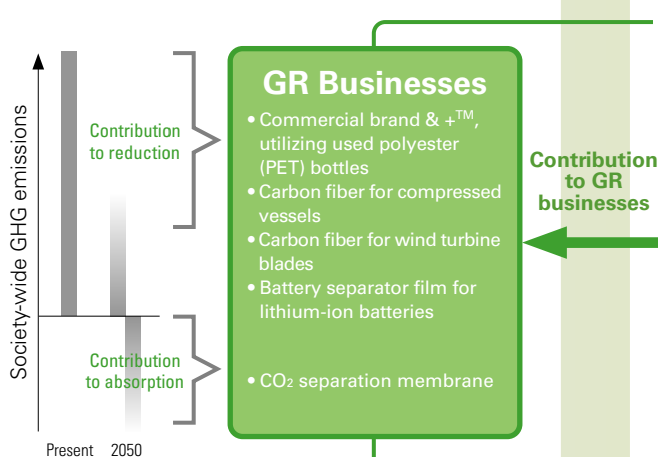 Society-wide GHG emissions
Contribution
to reduction
Contribution
to absorption
Present 2050
GR Businesses
• Commercial brand & +™,
utilizing used polyester
(PET) bottles
• Carbon fiber for compressed
vessels
• Carbon fiber for wind turbine
blades
• Battery separator film for
lithium-ion batteries
• CO₂ separation membrane
Contribution
to GR
businesses